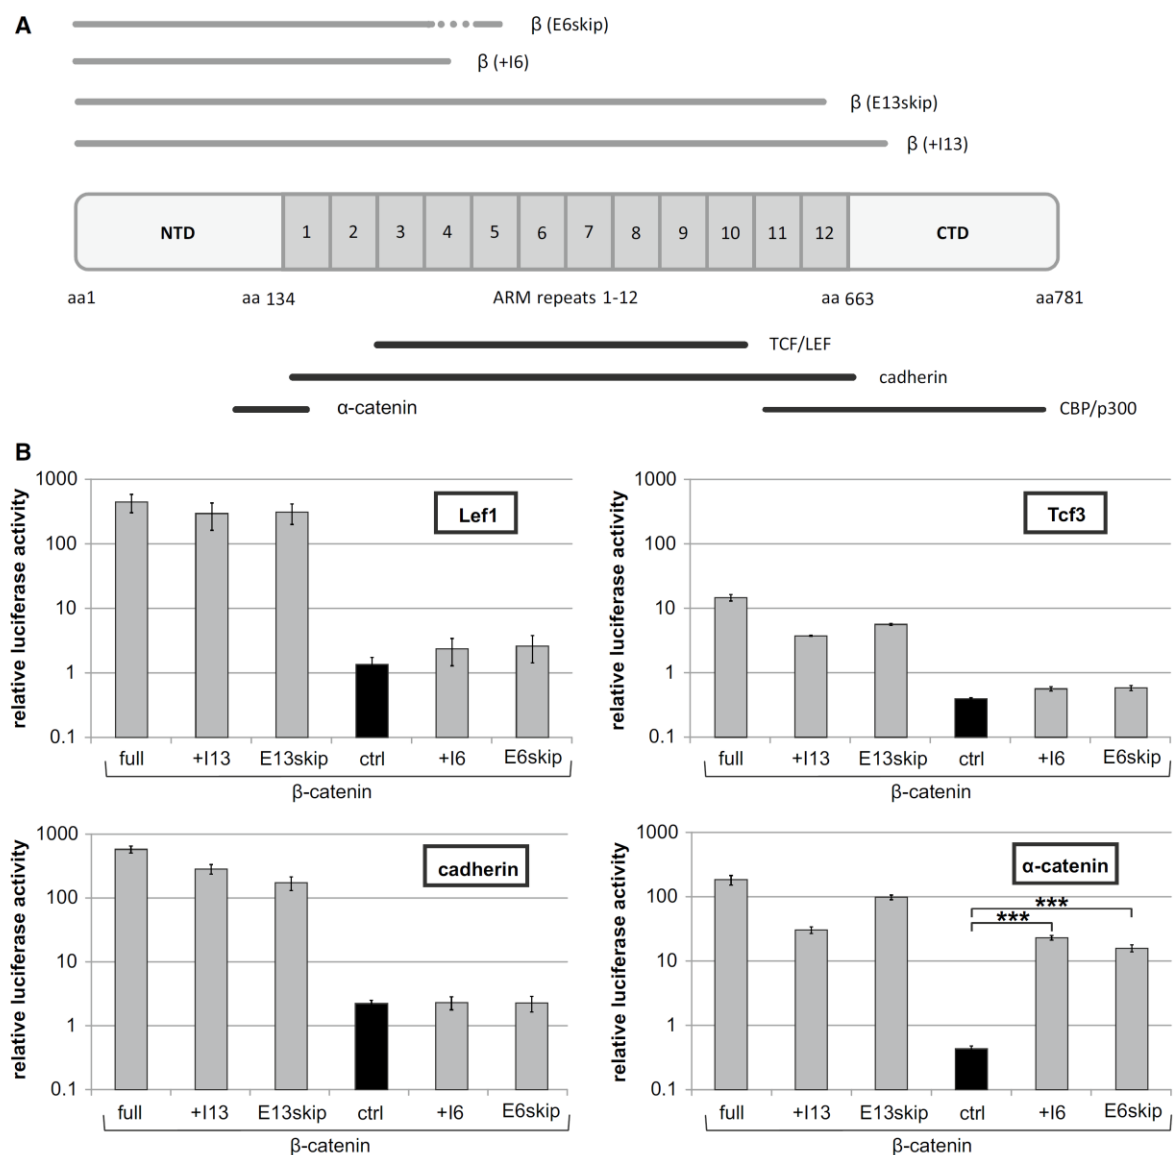 A
β (E6skip)
β (+I6)
β (E13skip)
β (+I13)
NTD 1 2 3 4 5 6 7 8 9 10 11 12 CTD
aa1 aa 134 ARM repeats 1-12 aa 663 aa781
TCF/LEF
cadherin
α-catenin
CBP/p300
B
relative luciferase activity
1000
100
10
1
0.1
Lef1
full +I13 E13skip ctrl +I6 E6skip
β-catenin
relative luciferase activity
1000
100
10
1
0.1
Tcf3
full +I13 E13skip ctrl +I6 E6skip
β-catenin
relative luciferase activity
1000
100
10
1
0.1
cadherin
full +I13 E13skip ctrl +I6 E6skip
β-catenin
relative luciferase activity
1000
100
10
1
0.1
α-catenin
***
***
full +I13 E13skip ctrl +I6 E6skip
β-catenin